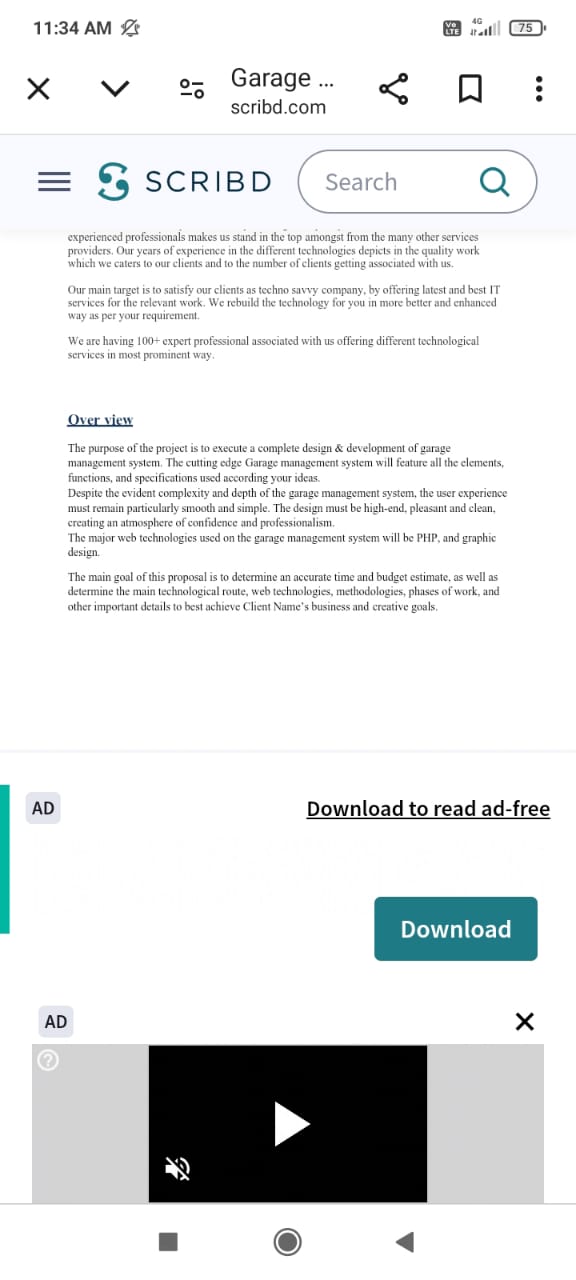 11:34 AM
Vo LTE
4G
75
Garage ...
scribd.com
SCRIBD
Search
experienced professionals makes us stand in the top amongst from the many other services
providers. Our years of experience in the different technologies depicts in the quality work
which we caters to our clients and to the number of clients getting associated with us.
Our main target is to satisfy our clients as techno savvy company, by offering latest and best IT
services for the relevant work. We rebuild the technology for you in more better and enhanced
way as per your requirement.
We are having 100+ expert professional associated with us offering different technological
services in most prominent way.
Over view
The purpose of the project is to execute a complete design & development of garage
management system. The cutting edge Garage management system will feature all the elements,
functions, and specifications used according your ideas.
Despite the evident complexity and depth of the garage management system, the user experience
must remain particularly smooth and simple. The design must be high-end, pleasant and clean,
creating an atmosphere of confidence and professionalism.
The major web technologies used on the garage management system will be PHP, and graphic
design.
The main goal of this proposal is to determine an accurate time and budget estimate, as well as
determine the main technological route, web technologies, methodologies, phases of work, and
other important details to best achieve Client Name's business and creative goals.
AD
Download to read ad-free
Download
AD